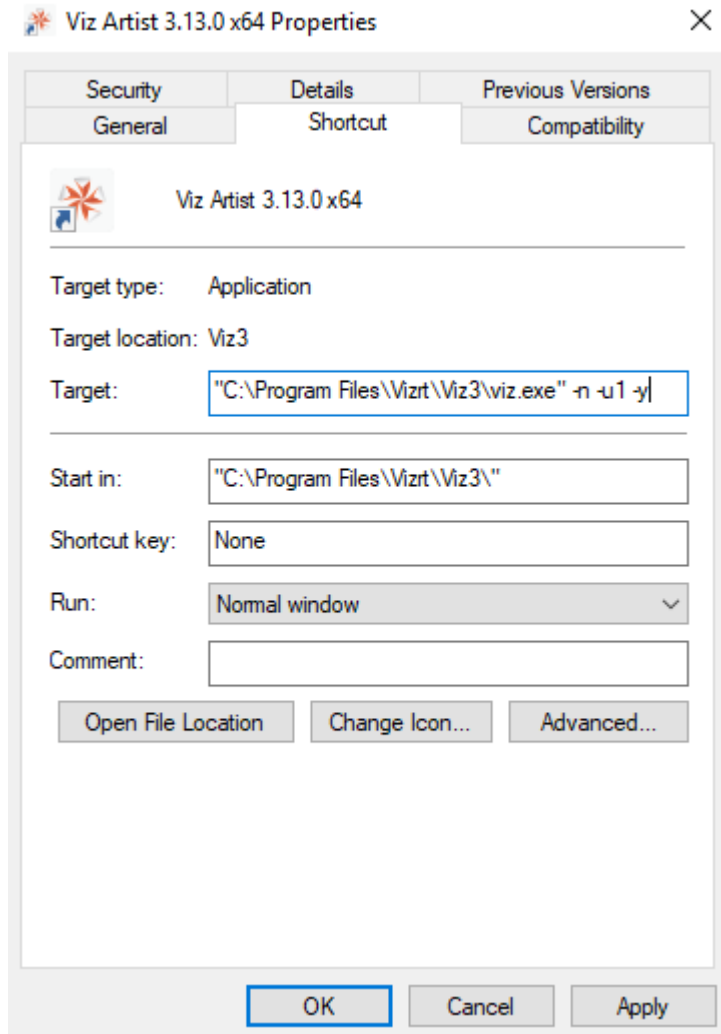 Viz Artist 3.13.0 x64 Properties
Security Details Previous Versions
General Shortcut Compatibility
Viz Artist 3.13.0 x64
Target type: Application
Target location: Viz3
Target: "C:\Program Files\Vizrt\Viz3\viz.exe" -n -u1 -y
Start in: "C:\Program Files\Vizrt\Viz3\"
Shortcut key: None
Run: Normal window
Comment:
Open File Location Change Icon... Advanced...
OK Cancel Apply